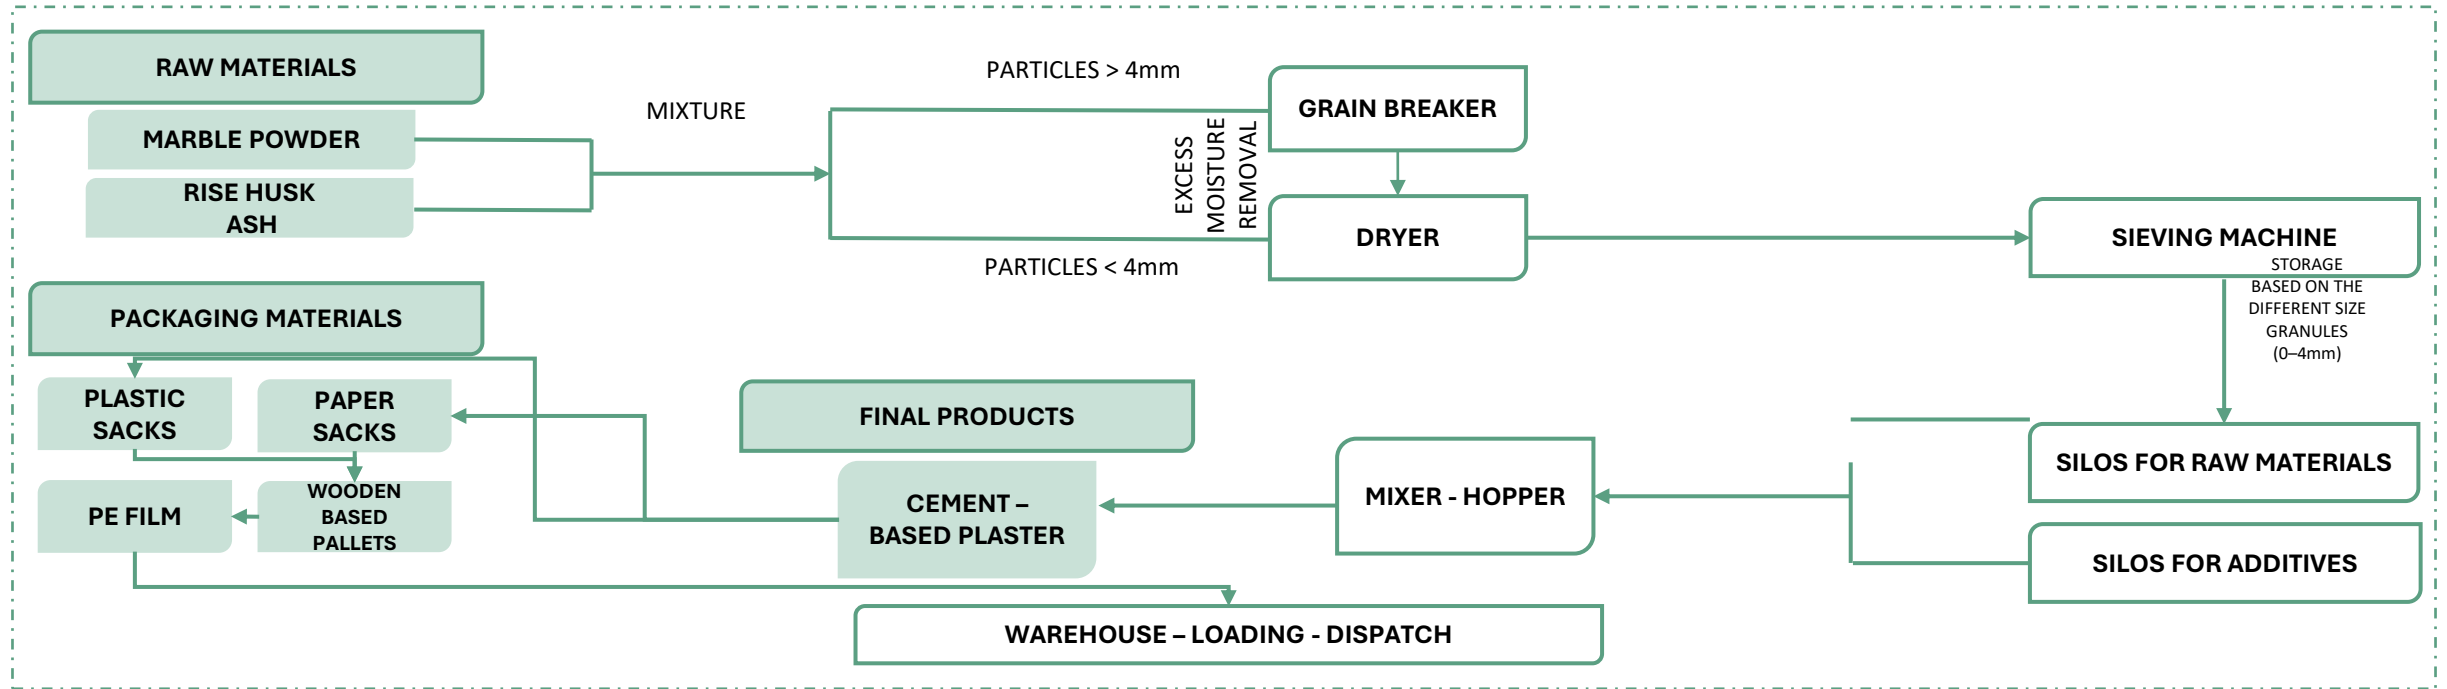 RAW MATERIALS
MARBLE POWDER
RISE HUSK
ASH
MIXTURE
PARTICLES > 4mm
GRAIN BREAKER
EXCESS
MOISTURE
REMOVAL
DRYER
PARTICLES < 4mm
SIEVING MACHINE
STORAGE
BASED ON THE
DIFFERENT SIZE
GRANULES
(0–4mm)
PACKAGING MATERIALS
PLASTIC
SACKS
PAPER
SACKS
PE FILM
WOODEN
BASED
PALLETS
FINAL PRODUCTS
CEMENT –
BASED PLASTER
MIXER - HOPPER
SILOS FOR RAW MATERIALS
SILOS FOR ADDITIVES
WAREHOUSE – LOADING - DISPATCH